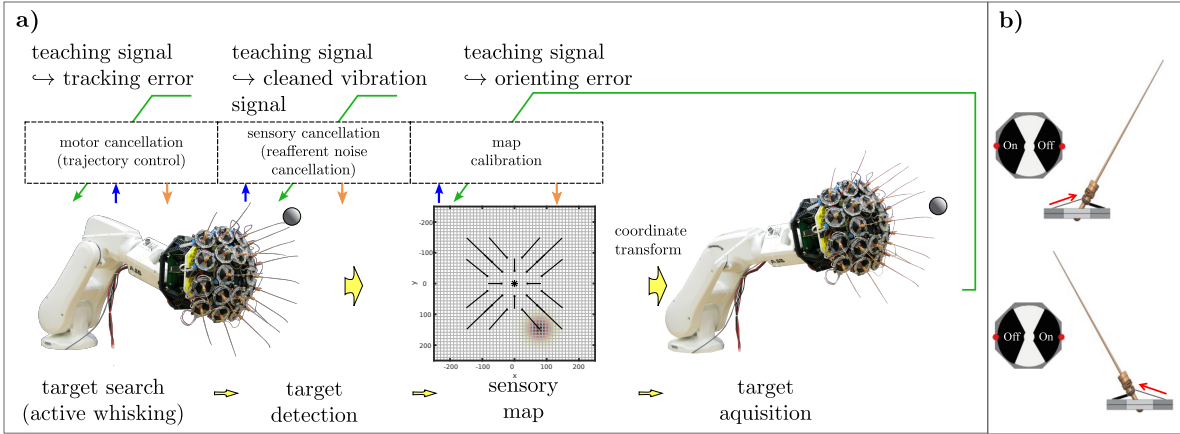 a)
teaching signal
↪ tracking error
teaching signal
↪ cleaned vibration
signal
teaching signal
↪ orienting error
motor cancellation
(trajectory control)
sensory cancellation
(reafferent noise
cancellation)
map
calibration
-200
-100
0
100
200
y
-200
-100
0
100
200
x
coordinate
transform
target search
(active whisking)
target
detection
sensory
map
target
aquisition
b)
On
Off
Off
On